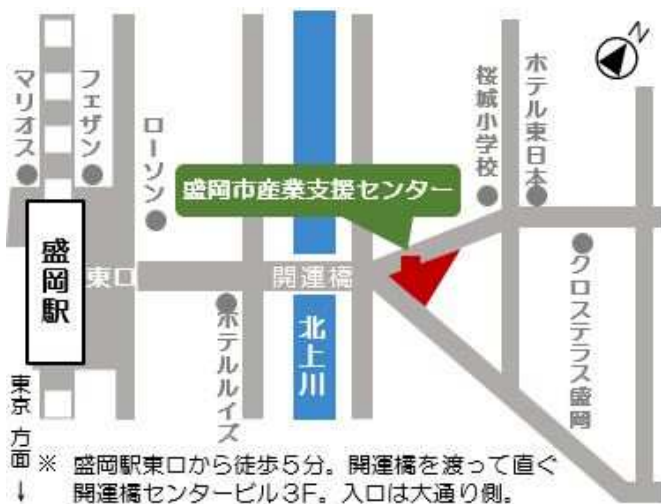 N
マリオス
フェザン
ローソン
桜城小学校
ホテル東日本
盛岡市産業支援センター
盛岡駅
東口
開運橋
ホテルルイズ
北上川
クロステラス盛岡
東京方面
↓
※ 盛岡駅東口から徒歩5分。開運橋を渡って直ぐ
開運橋センタービル3F。入口は大通り側。